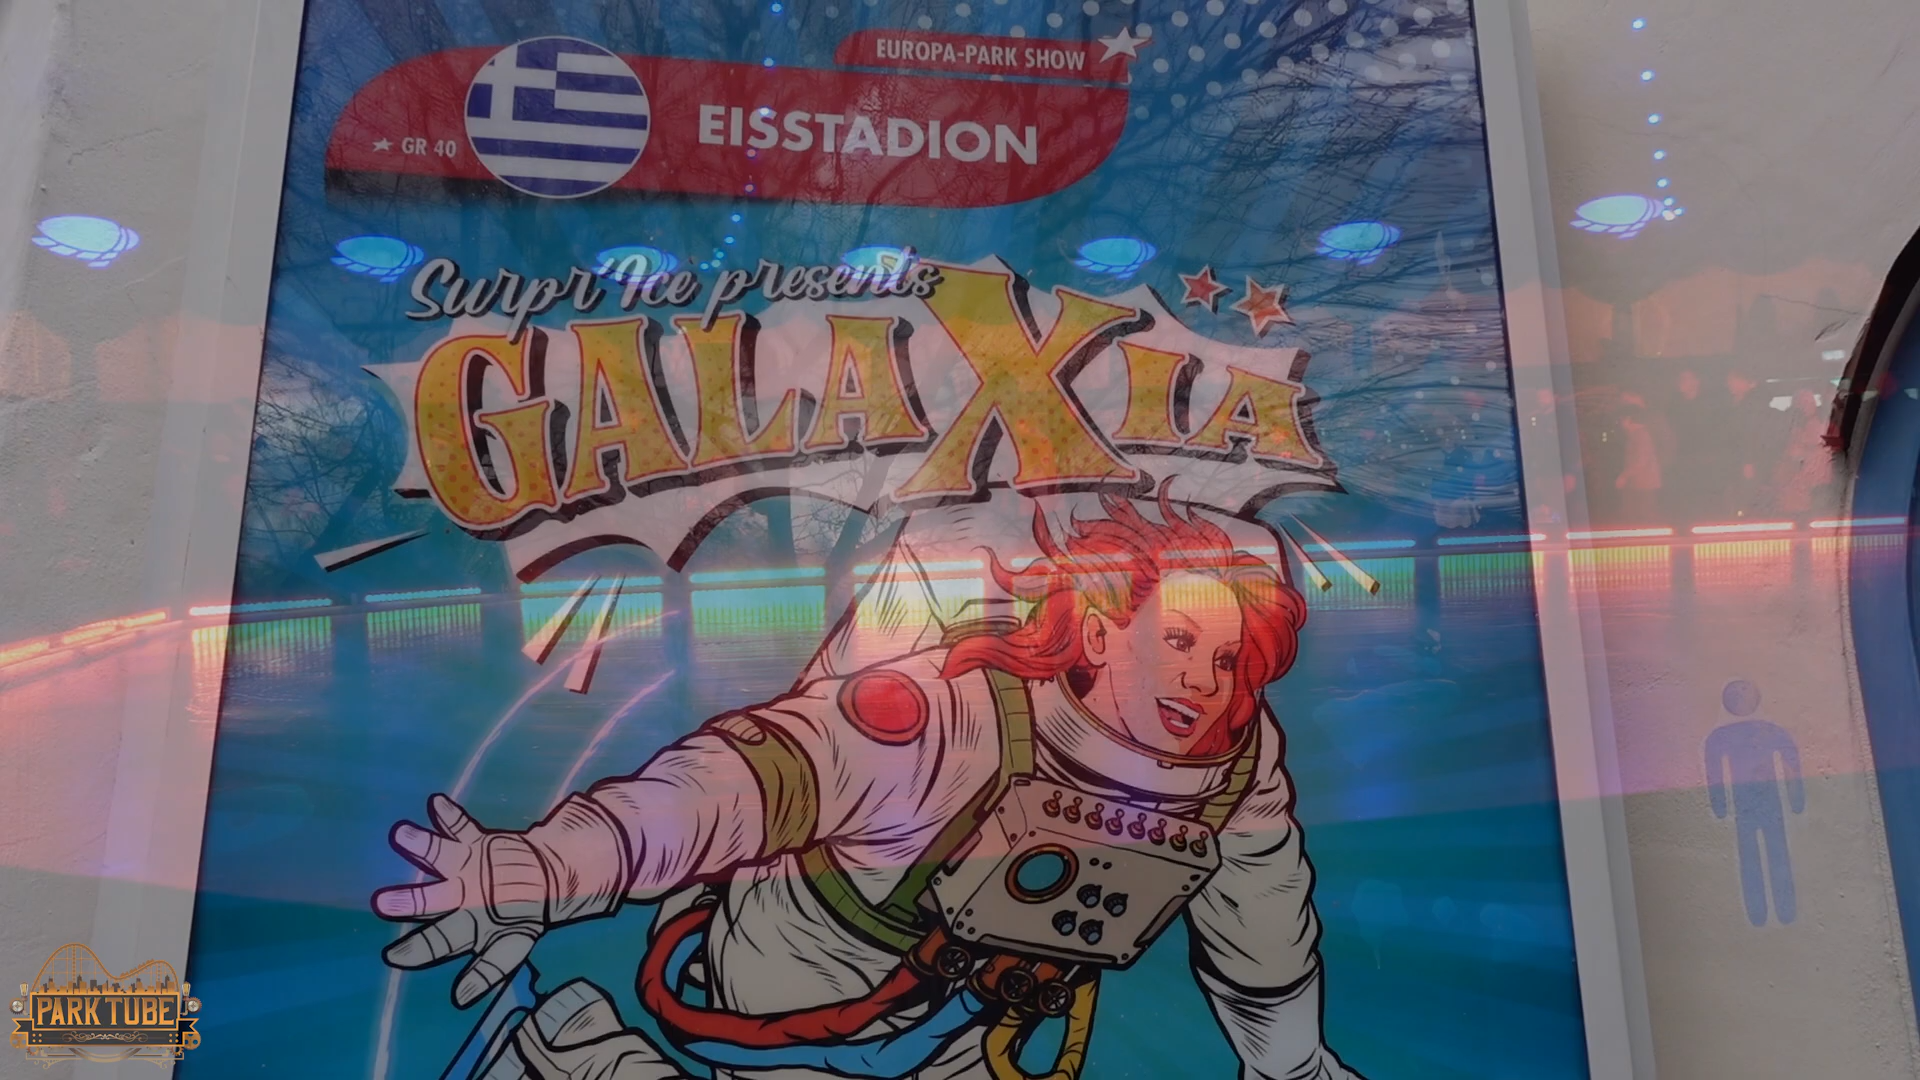 EUROPA-PARK SHOW
GR 40
EISSTADION
Surpr'Ice presents
GALAXIA
PARK TUBE